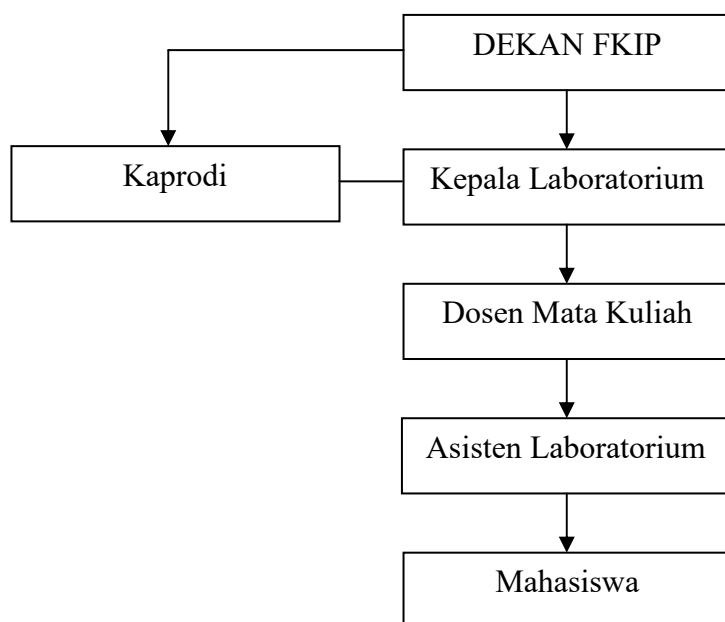 DEKAN FKIP
Kaprodi
Kepala Laboratorium
Dosen Mata Kuliah
Asisten Laboratorium
Mahasiswa